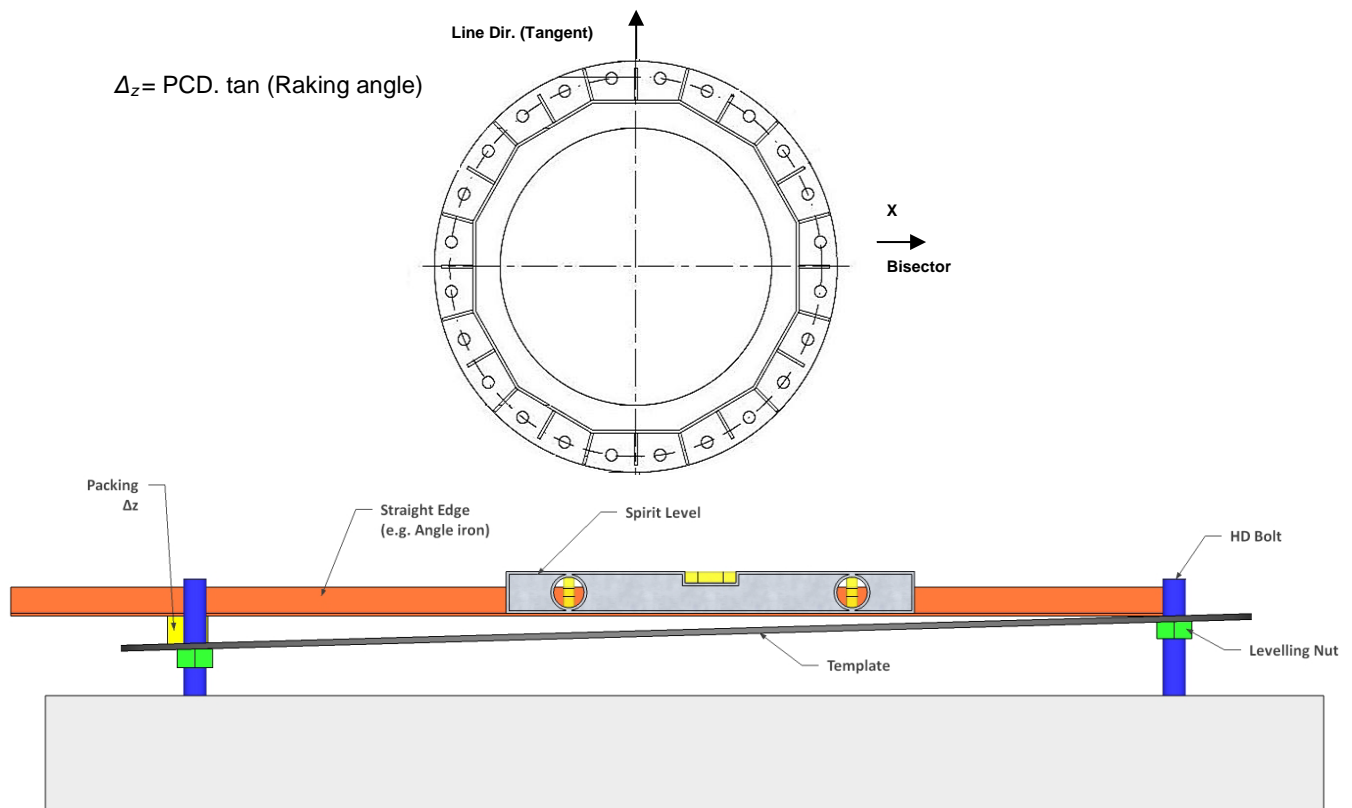 Line Dir. (Tangent)
Δz= PCD. tan (Raking angle)
X
Bisector
Packing
Δz
Straight Edge
(e.g. Angle iron)
Spirit Level
HD Bolt
Template
Levelling Nut